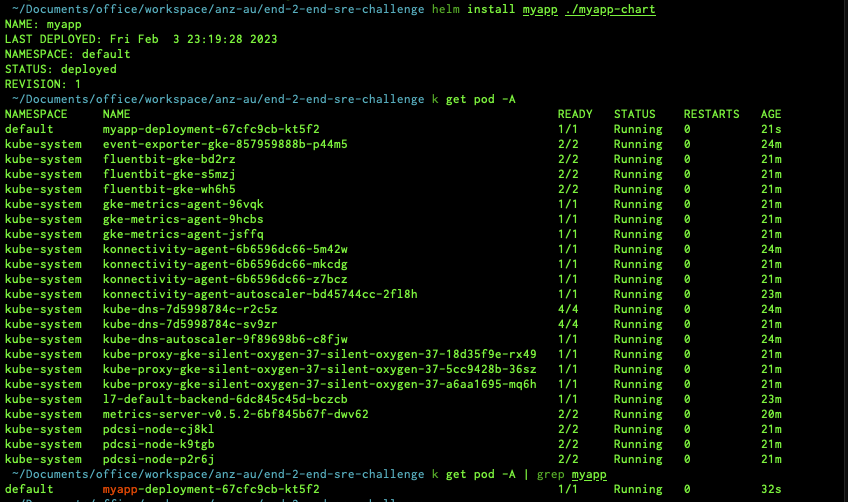 ~/Documents/office/workspace/anz-au/end-2-end-sre-challenge helm install myapp ./myapp-chart
NAME: myapp
LAST DEPLOYED: Fri Feb  3 23:19:28 2023
NAMESPACE: default
STATUS: deployed
REVISION: 1
~/Documents/office/workspace/anz-au/end-2-end-sre-challenge k get pod -A
NAMESPACE     NAME                                                      READY   STATUS    RESTARTS   AGE
default       myapp-deployment-67cfc9cb-kt5f2                           1/1     Running   0          21s
kube-system   event-exporter-gke-857959888b-p44m5                       2/2     Running   0          24m
kube-system   fluentbit-gke-bd2rz                                       2/2     Running   0          21m
kube-system   fluentbit-gke-s5mzj                                       2/2     Running   0          21m
kube-system   fluentbit-gke-wh6h5                                       2/2     Running   0          21m
kube-system   gke-metrics-agent-96vqk                                   1/1     Running   0          21m
kube-system   gke-metrics-agent-9hcbs                                   1/1     Running   0          21m
kube-system   gke-metrics-agent-jsffq                                   1/1     Running   0          21m
kube-system   konnectivity-agent-6b6596dc66-5m42w                       1/1     Running   0          24m
kube-system   konnectivity-agent-6b6596dc66-mkcdg                       1/1     Running   0          21m
kube-system   konnectivity-agent-6b6596dc66-z7bcz                       1/1     Running   0          21m
kube-system   konnectivity-agent-autoscaler-bd45744cc-2fl8h             1/1     Running   0          23m
kube-system   kube-dns-7d5998784c-r2c5z                                 4/4     Running   0          24m
kube-system   kube-dns-7d5998784c-sv9zr                                 4/4     Running   0          21m
kube-system   kube-dns-autoscaler-9f89698b6-c8fjw                       1/1     Running   0          24m
kube-system   kube-proxy-gke-silent-oxygen-37-silent-oxygen-37-18d35f9e-rx49   1/1     Running   0          21m
kube-system   kube-proxy-gke-silent-oxygen-37-silent-oxygen-37-5cc9428b-36sz   1/1     Running   0          21m
kube-system   kube-proxy-gke-silent-oxygen-37-silent-oxygen-37-a6aa1695-mq6h   1/1     Running   0          21m
kube-system   l7-default-backend-6dc845c45d-bczcb                       1/1     Running   0          23m
kube-system   metrics-server-v0.5.2-6bf845b67f-dwv62                    2/2     Running   0          20m
kube-system   pdcsi-node-cj8kl                                          2/2     Running   0          21m
kube-system   pdcsi-node-k9tgb                                          2/2     Running   0          21m
kube-system   pdcsi-node-p2r6j                                          2/2     Running   0          21m
~/Documents/office/workspace/anz-au/end-2-end-sre-challenge k get pod -A | grep myapp
default       myapp-deployment-67cfc9cb-kt5f2                           1/1     Running   0          32s